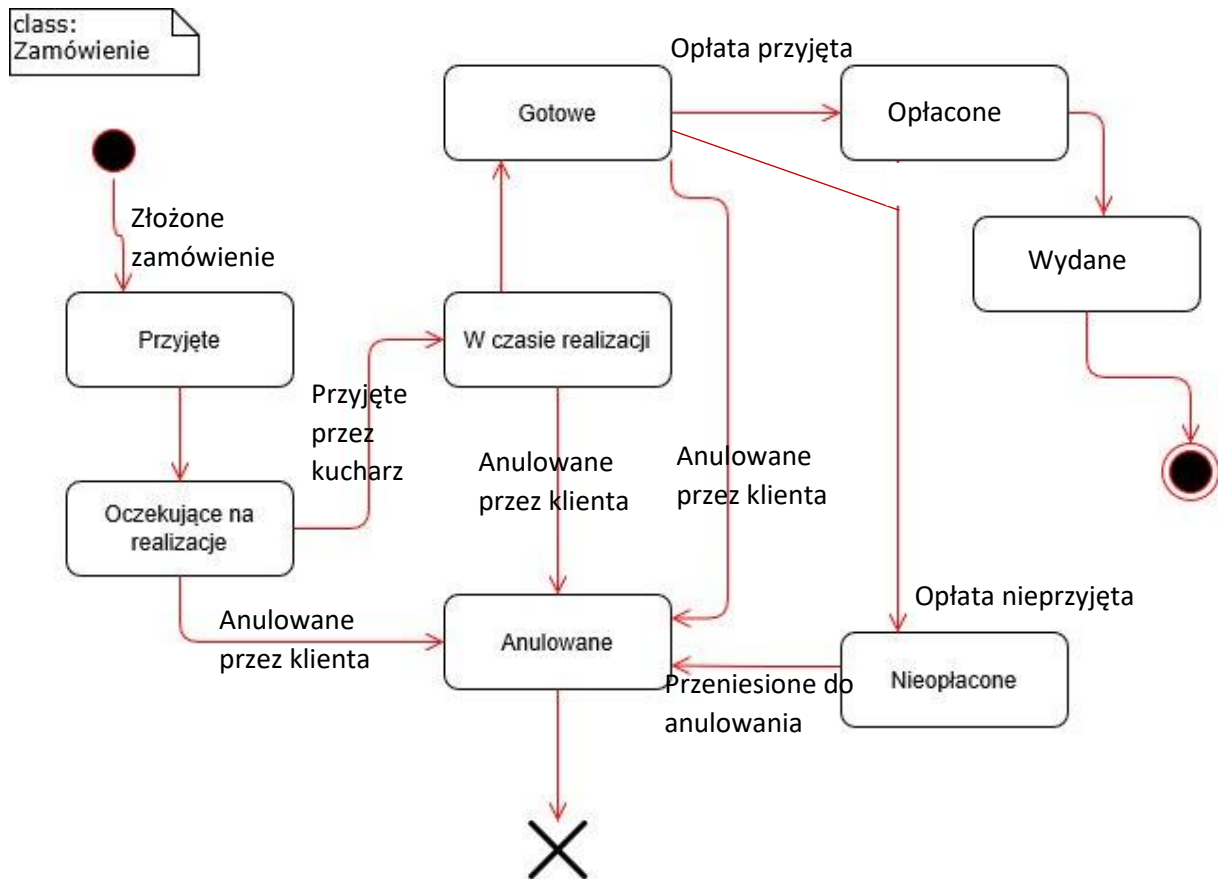 class:
Zamówienie
Opłata przyjęta
Gotowe
Opłacone
Złożone
zamówienie
Wydane
Przyjęte
W czasie realizacji
Przyjęte
przez
kucharz
Anulowane
przez klienta
Anulowane
przez klienta
Oczekujące na
realizacje
Opłata nieprzyjęta
Anulowane
przez klienta
Anulowane
Przeniesione do
anulowania
Nieopłacone